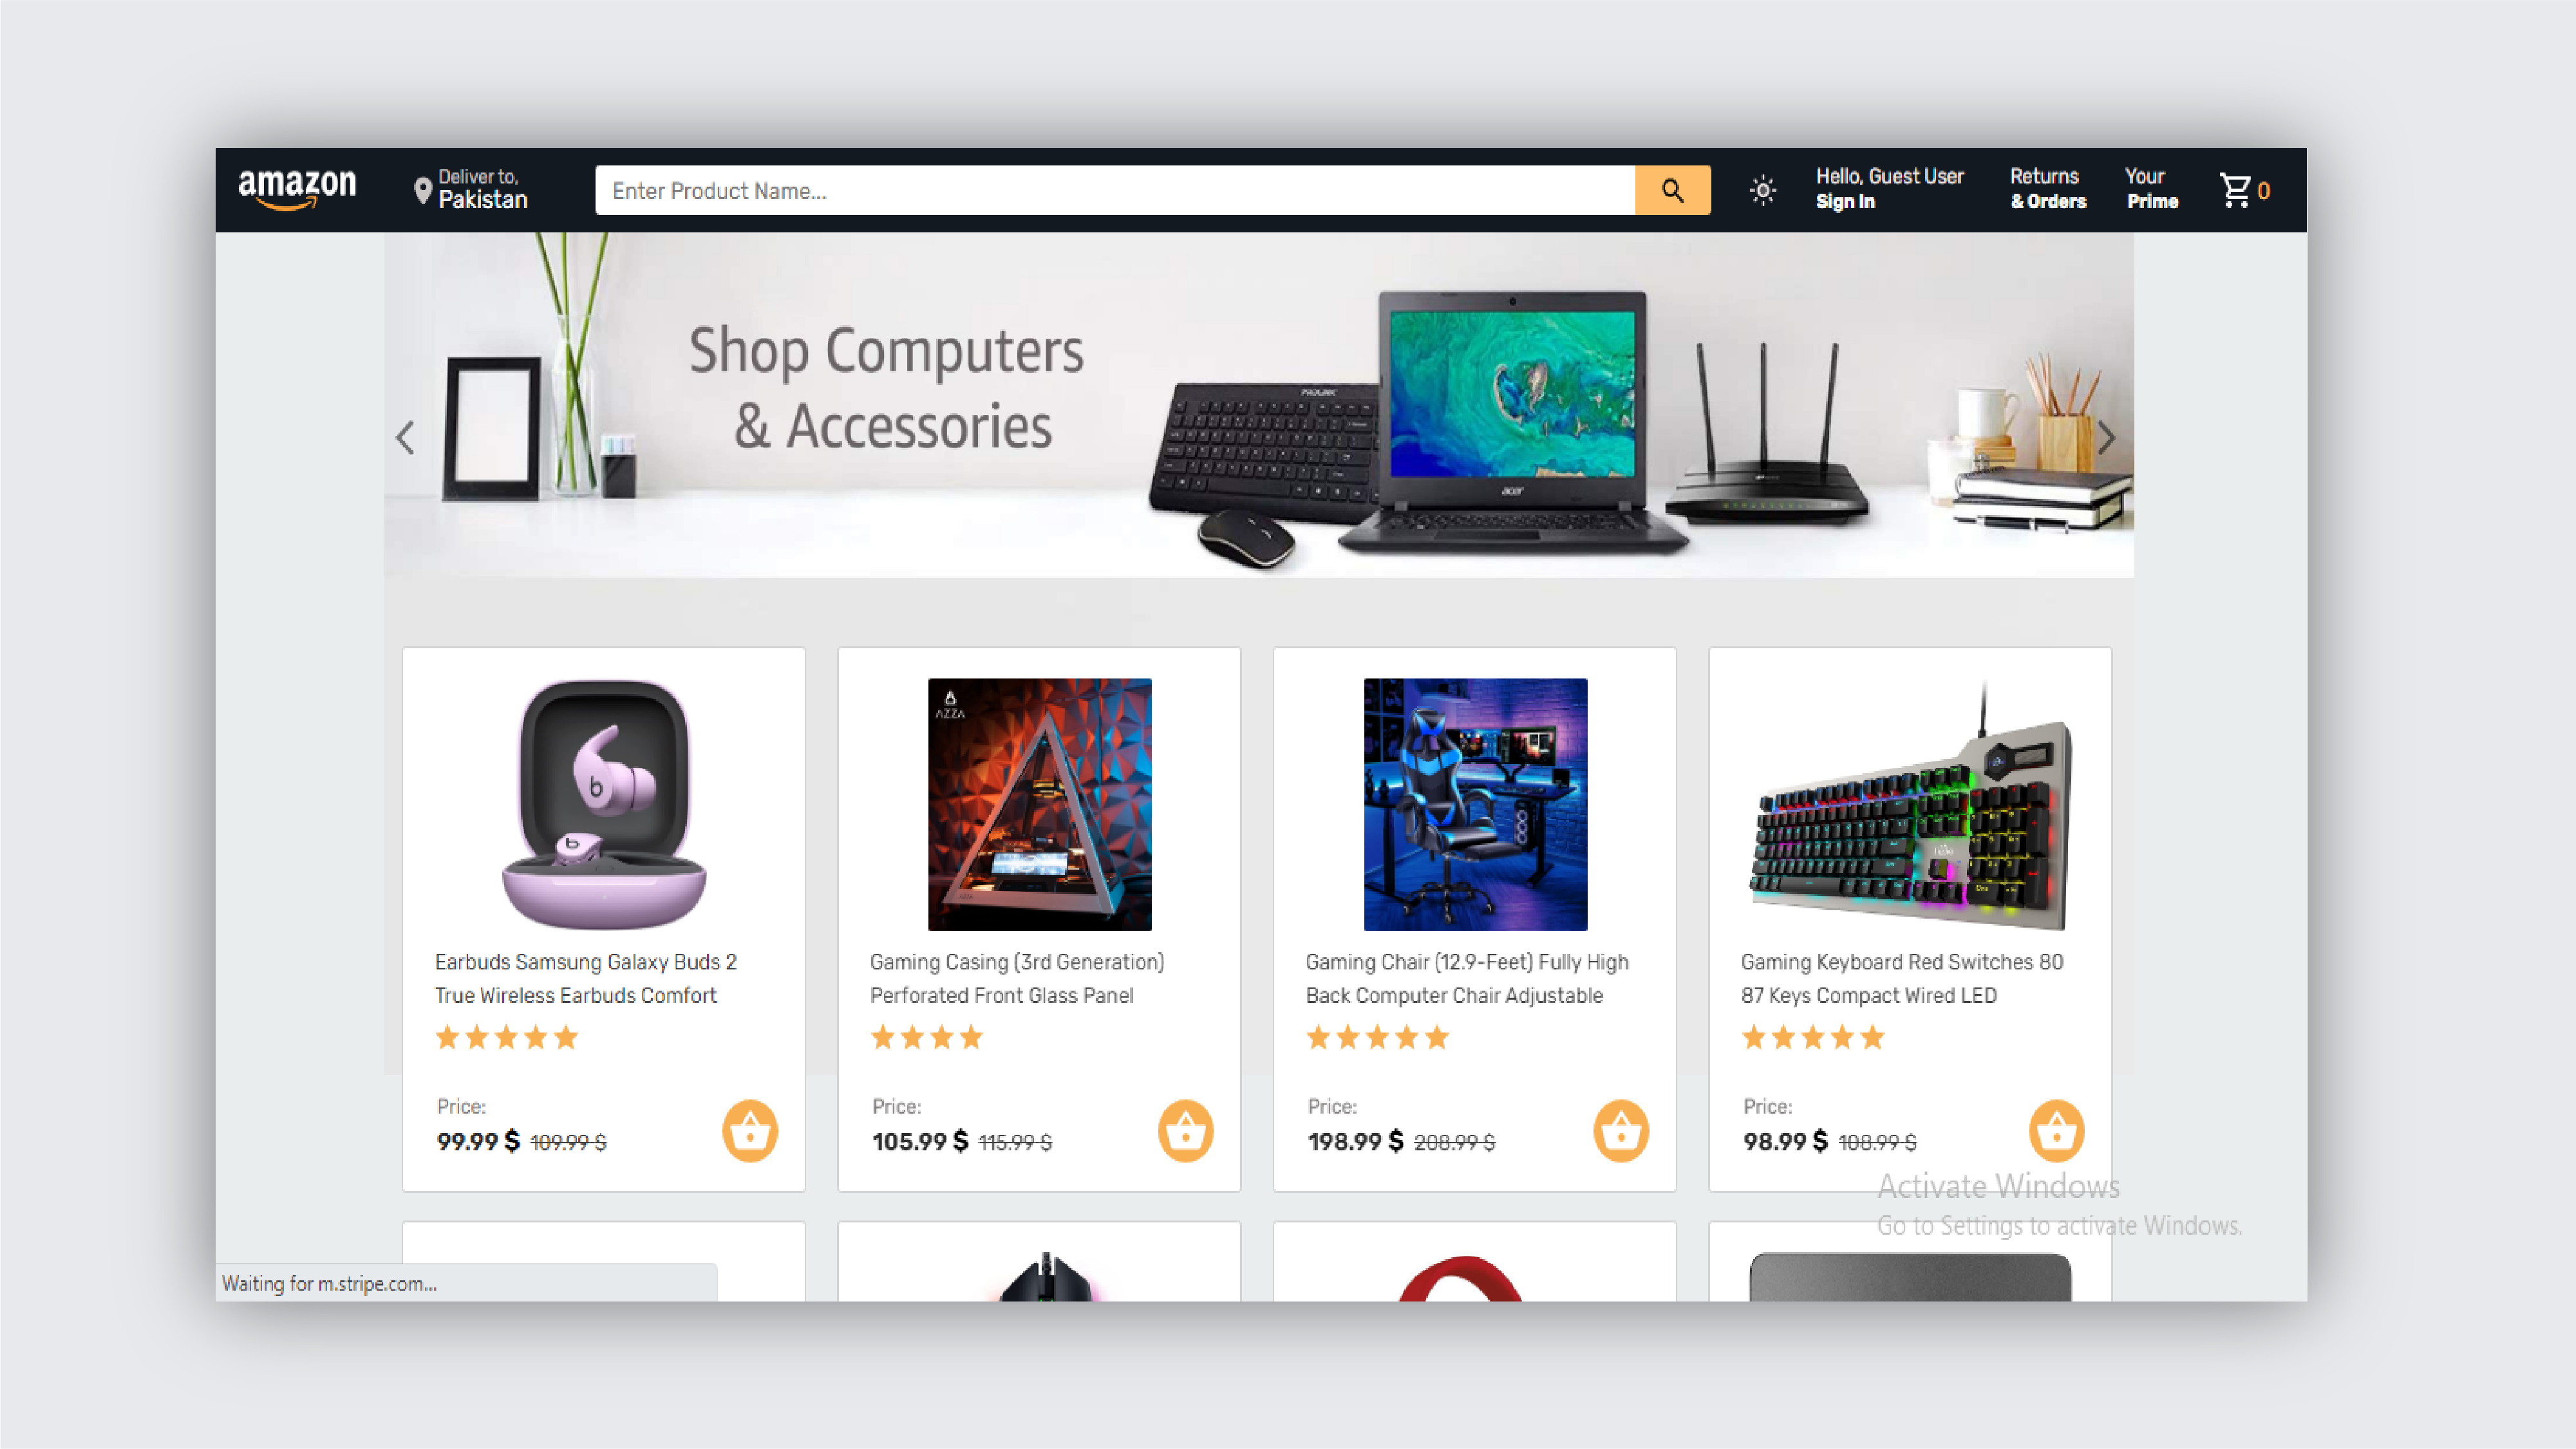 amazon
Deliver to,
Pakistan
Enter Product Name...
Hello, Guest User
Sign In
Returns
& Orders
Your
Prime
0
Shop Computers
& Accessories
PROLINK
acer
AZZA
AZZA
b
b
Earbuds Samsung Galaxy Buds 2
True Wireless Earbuds Comfort
Price:
99.99 $ 109.99 $
Gaming Casing (3rd Generation)
Perforated Front Glass Panel
Price:
105.99 $ 115.99 $
Gaming Chair (12.9-Feet) Fully High
Back Computer Chair Adjustable
Price:
198.99 $ 208.99 $
Gaming Keyboard Red Switches 80
87 Keys Compact Wired LED
Price:
98.99 $ 108.99 $
Activate Windows
Go to Settings to activate Windows.
Waiting for m.stripe.com...